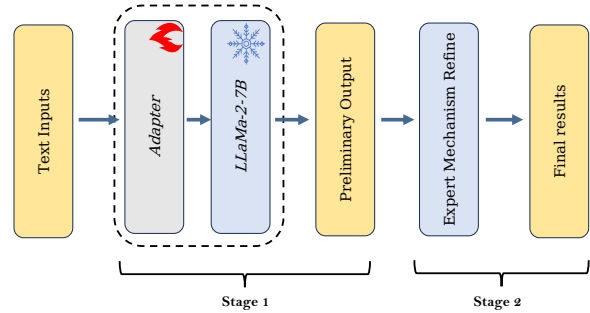 Text Inputs
Adapter
LLaMa-2-7B
Preliminary Output
Expert Mechanism Refine
Final results
Stage 1
Stage 2